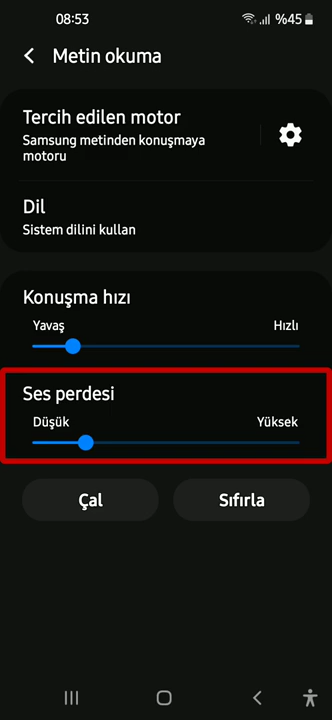 08:53
%45
Metin okuma
Tercih edilen motor
Samsung metinden konuşmaya
motoru
Dil
Sistem dilini kullan
Konuşma hızı
Yavaş Hızlı
Ses perdesi
Düşük Yüksek
Çal Sıfırla